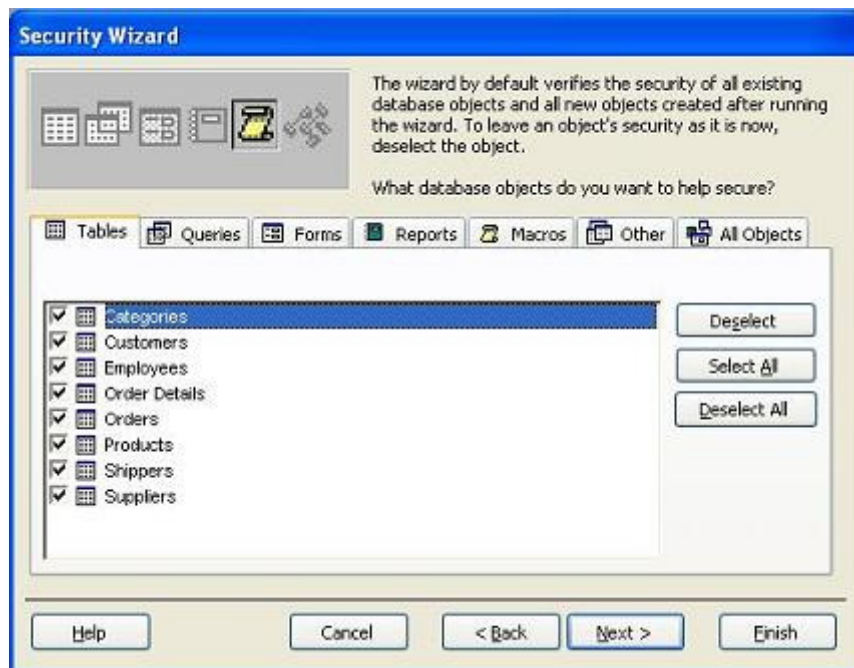 Security Wizard
The wizard by default verifies the security of all existing
database objects and all new objects created after running
the wizard. To leave an object's security as it is now,
deselect the object.
What database objects do you want to help secure?
Tables Queries Forms Reports Macros Other All Objects
Categories
Customers
Employees
Order Details
Orders
Products
Shippers
Suppliers
Deselect
Select All
Deselect All
Help Cancel < Back Next > Finish